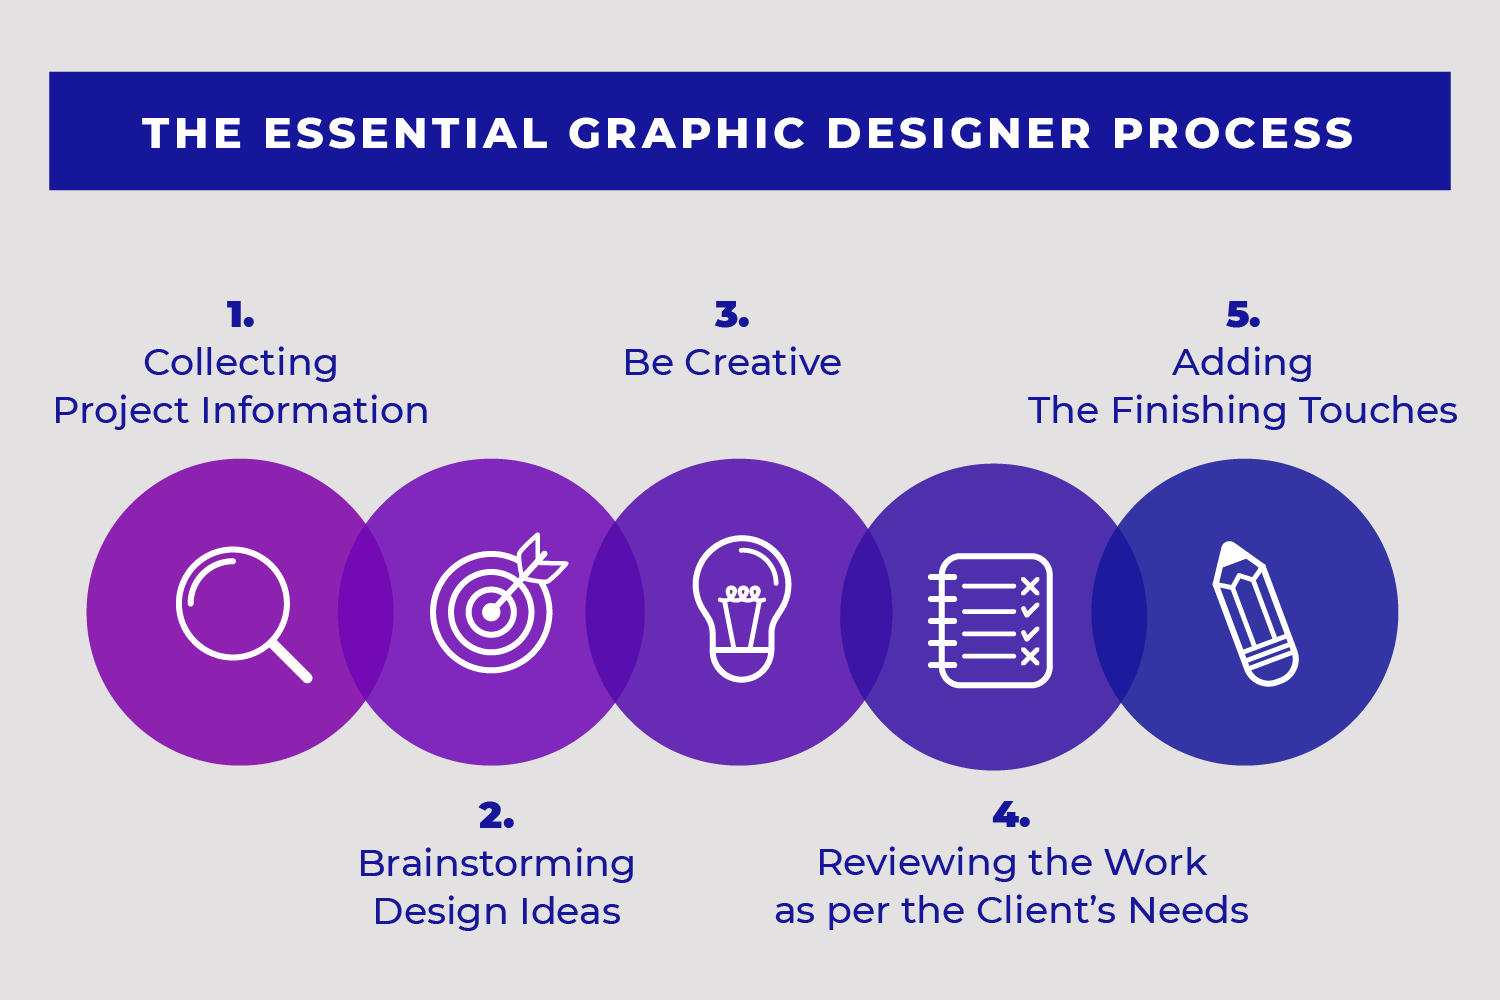 THE ESSENTIAL GRAPHIC DESIGNER PROCESS
1.
Collecting
Project Information
2.
Brainstorming
Design Ideas
3.
Be Creative
4.
Reviewing the Work
as per the Client’s Needs
5.
Adding
The Finishing Touches